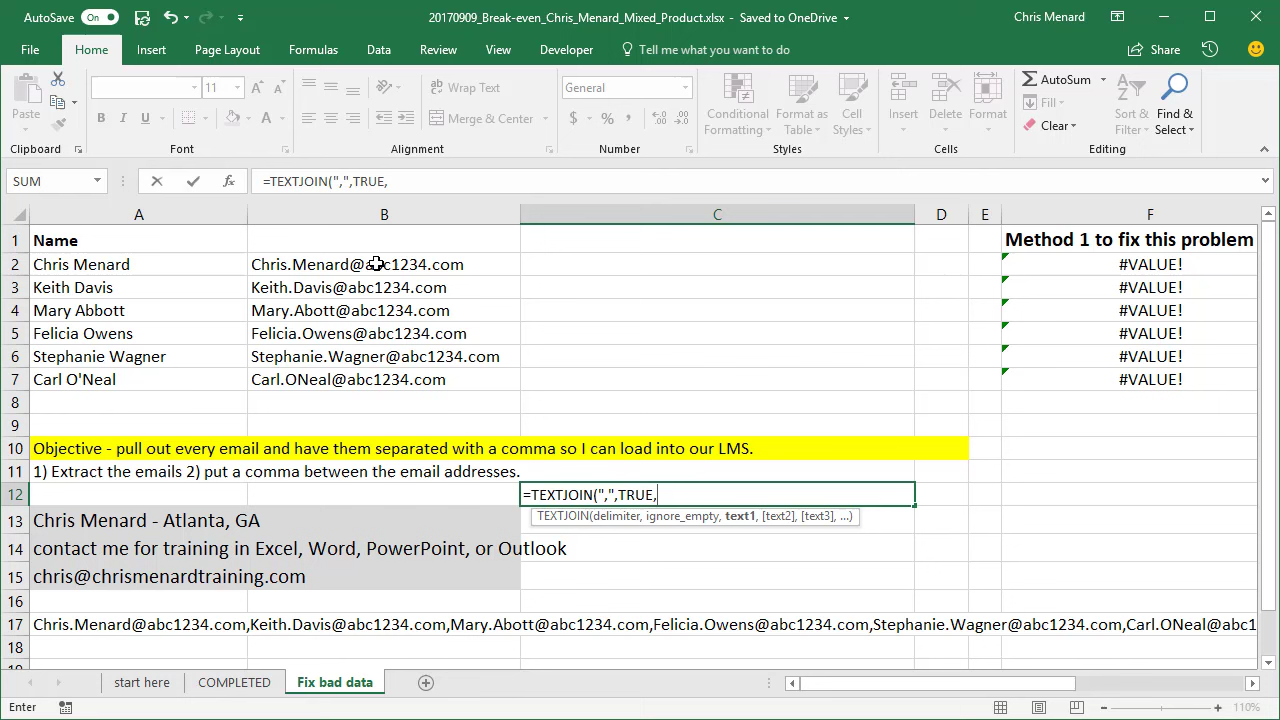 AutoSave On 20170909_Break-even_Chris_Menard_Mixed_Product.xlsx - Saved to OneDrive Chris Menard
File Home Insert Page Layout Formulas Data Review View Developer Tell me what you want to do Share
Paste 11 Wrap Text General Conditional Formatting Format as Table Cell Styles Insert Delete Format AutoSum Sort & Filter Find & Select
B I U Merge & Center $ % , Fill
Clear
Clipboard Font Alignment Number Styles Cells Editing
SUM fx =TEXTJOIN(",",TRUE,
A B C D E F
1 Name Method 1 to fix this problem
2 Chris Menard Chris.Menard@abc1234.com #VALUE!
3 Keith Davis Keith.Davis@abc1234.com #VALUE!
4 Mary Abbott Mary.Abott@abc1234.com #VALUE!
5 Felicia Owens Felicia.Owens@abc1234.com #VALUE!
6 Stephanie Wagner Stephanie.Wagner@abc1234.com #VALUE!
7 Carl O'Neal Carl.ONeal@abc1234.com #VALUE!
8
9
10 Objective - pull out every email and have them separated with a comma so I can load into our LMS.
11 1) Extract the emails 2) put a comma between the email addresses.
12 =TEXTJOIN(",",TRUE,
TEXTJOIN(delimiter, ignore_empty, text1, [text2], [text3], ...)
13 Chris Menard - Atlanta, GA
14 contact me for training in Excel, Word, PowerPoint, or Outlook
15 chris@chrismenardtraining.com
16
17 Chris.Menard@abc1234.com,Keith.Davis@abc1234.com,Mary.Abott@abc1234.com,Felicia.Owens@abc1234.com,Stephanie.Wagner@abc1234.com,Carl.ONeal@abc1
18
start here COMPLETED Fix bad data
Enter 110%